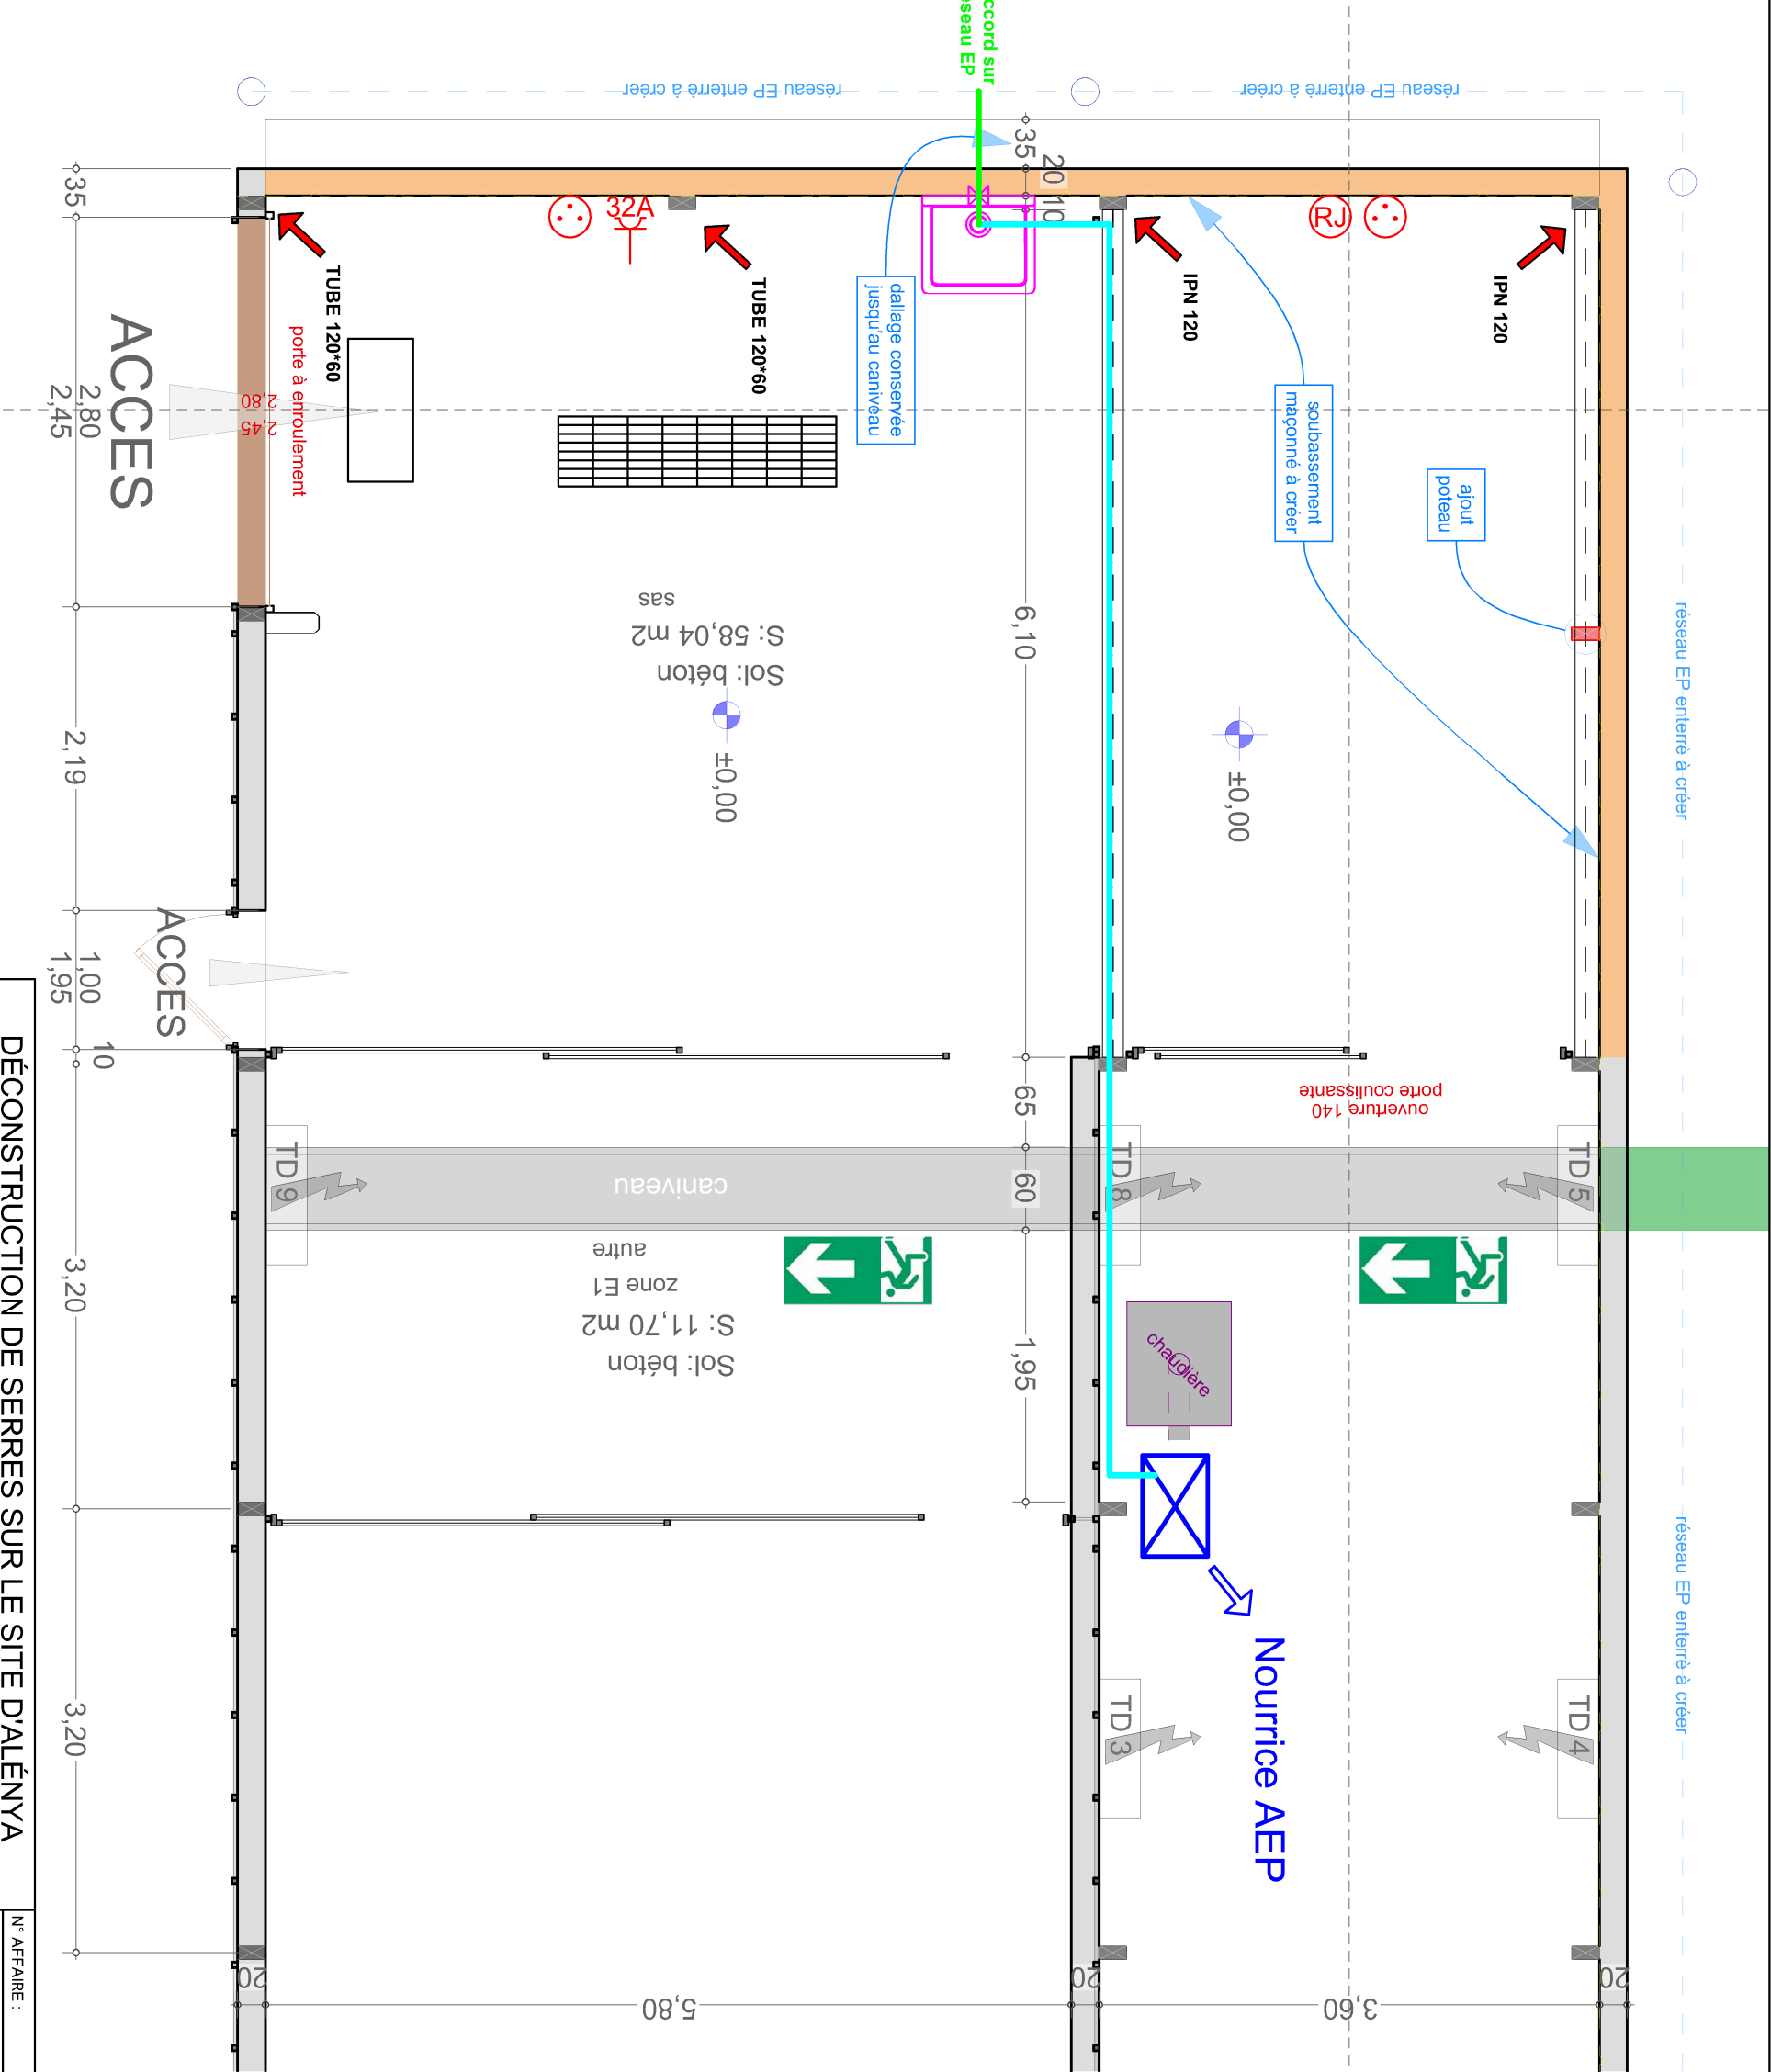 ccord sur
seau EP
réseau EP enterrè à créer
réseau EP enterrè à créer
35
20
10
35
32A
RJ
TUBE 120*60
TUBE 120*60
IPN 120
IPN 120
porte à enroulement
2,80
2,45
ACCES
2,80
2,45
dallage conservée
jusqu'au caniveau
soubassement
maçonné à créer
ajout
poteau
sas
S: 58,04 m2
Sol: béton
±0,00
±0,00
6,10
réseau EP enterrè à créer
2,19
ACCES
1,00
1,95
10
65
ouverture 140
porte coulissante
TD 9
TD 8
TD 5
caniveau
60
autre
zone E1
S: 11,70 m2
Sol: béton
1,95
3,20
chaudière
réseau EP enterrè à créer
Nourrice AEP
TD 3
TD 4
3,20
20
20
20
5,80
3,60
DÉCONSTRUCTION DE SERRES SUR LE SITE D'ALÉNYA
N° AFFAIRE :